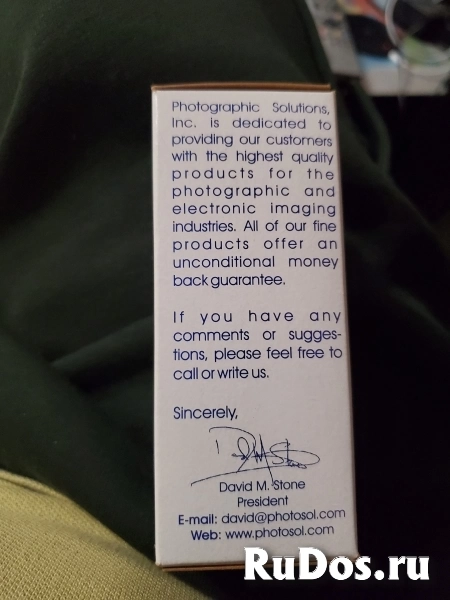 Photographic Solutions,
Inc. is dedicated to
providing our customers
with the highest quality
products for the
photographic and
electronic imaging
industries. All of our fine
products offer an
unconditional money
back guarantee.
If you have any
comments or sugges-
tions, please feel free to
call or write us.
Sincerely,
David M. Stone
David M. Stone
President
E-mail: david@photosol.com
Web: www.photosol.com
RuDos.ru